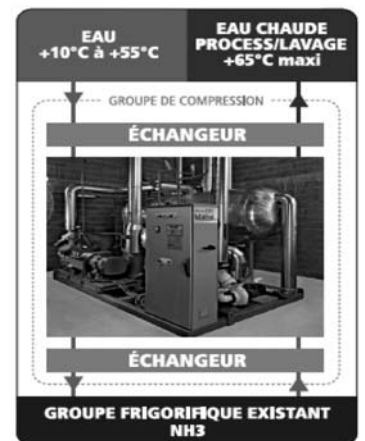 EAU
+10°C à +55°C
EAU CHAUDE
PROCESS/LAVAGE
+65°C maxi
GROUPE DE COMPRESSION
ÉCHANGEUR
ÉCHANGEUR
GROUPE FRIGORIFIQUE EXISTANT
NH3